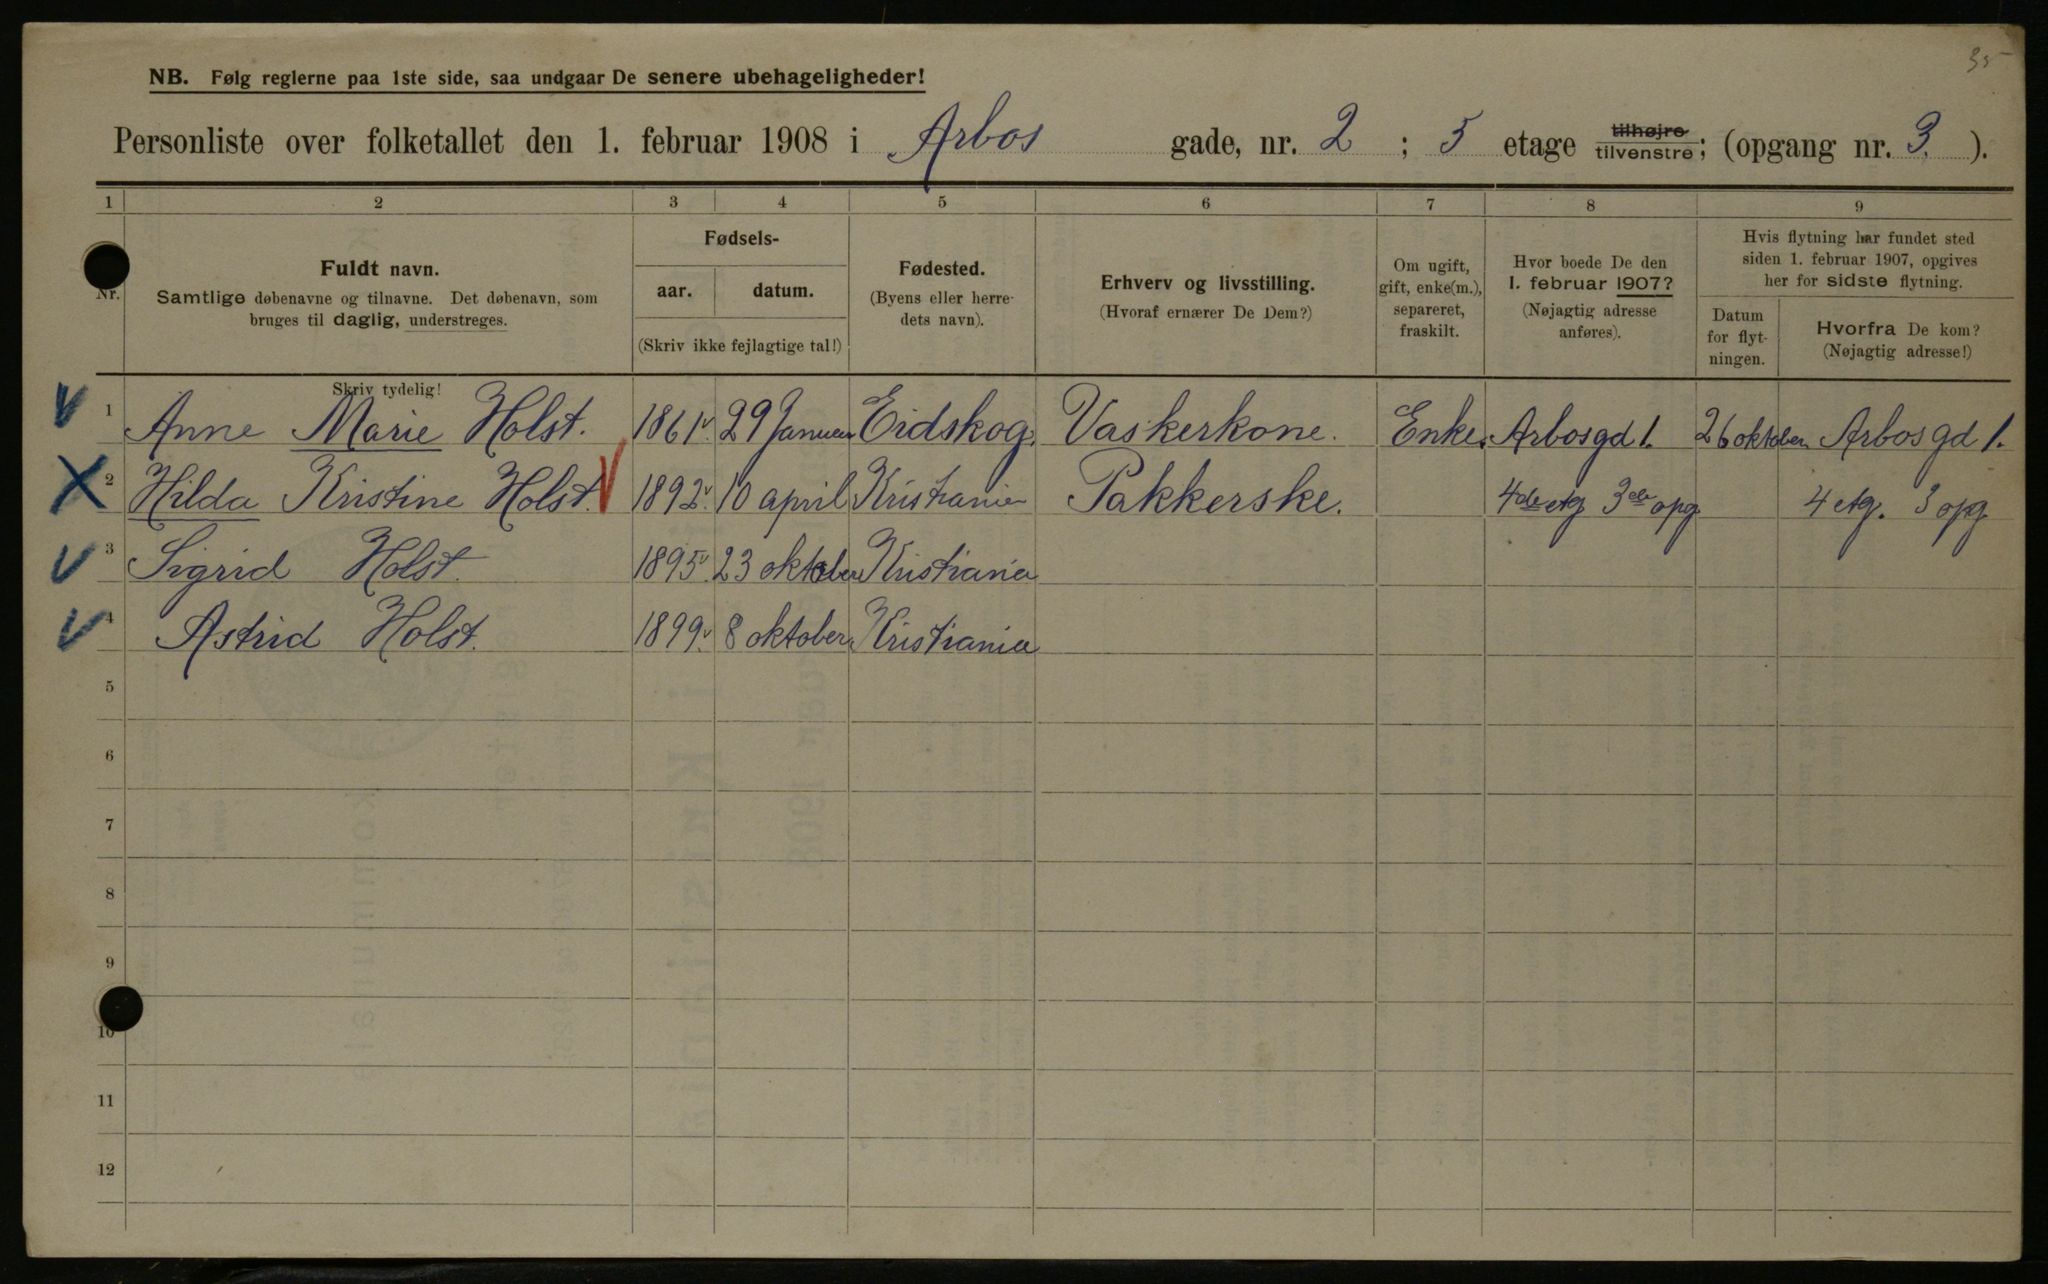 35
NB. Følg reglerne paa 1ste side, saa undgaar De senere ubehageligheder!
Personliste over folketallet den 1. februar 1908 i Arbos gade, nr. 2 ; 5 etage tilhøjre tilvenstre; (opgang nr. 3 ).
1 2 3 4 5 6 7 8 9
Nr.
Fuldt navn.
Samtlige døbenavne og tilnavne. Det døbenavn, som
bruges til daglig, understreges.
Fødsels-
aar. datum.
(Skriv ikke fejlagtige tal!)
Fødested.
(Byens eller herre-
dets navn).
Erhverv og livsstilling.
(Hvoraf ernærer De Dem?)
Om ugift,
gift, enke(m.),
separeret,
fraskilt.
Hvor boede De den
1. februar 1907?
(Nøjagtig adresse
anføres).
Hvis flytning har fundet sted
siden 1. februar 1907, opgives
her for sidste flytning.
Datum
for flyt-
ningen.
Hvorfra De kom?
(Nøjagtig adresse!)
Skriv tydelig!
1 Anne Marie Holst. 1861. 29 Januar Eidskog. Vaskerkone. Enke. Arbosgd 1. 26 oktober Arbosgd 1.
2 Hilda Kristine Holst. 1892. 10 april Kristiania Pakkerske. 4de etg 3die opg 4 etg. 3 opg
3 Sigrid Holst. 1895. 23 oktober Kristiania
4 Astrid Holst. 1899. 8 oktober Kristiania
5
6
7
8
9
10
11
12